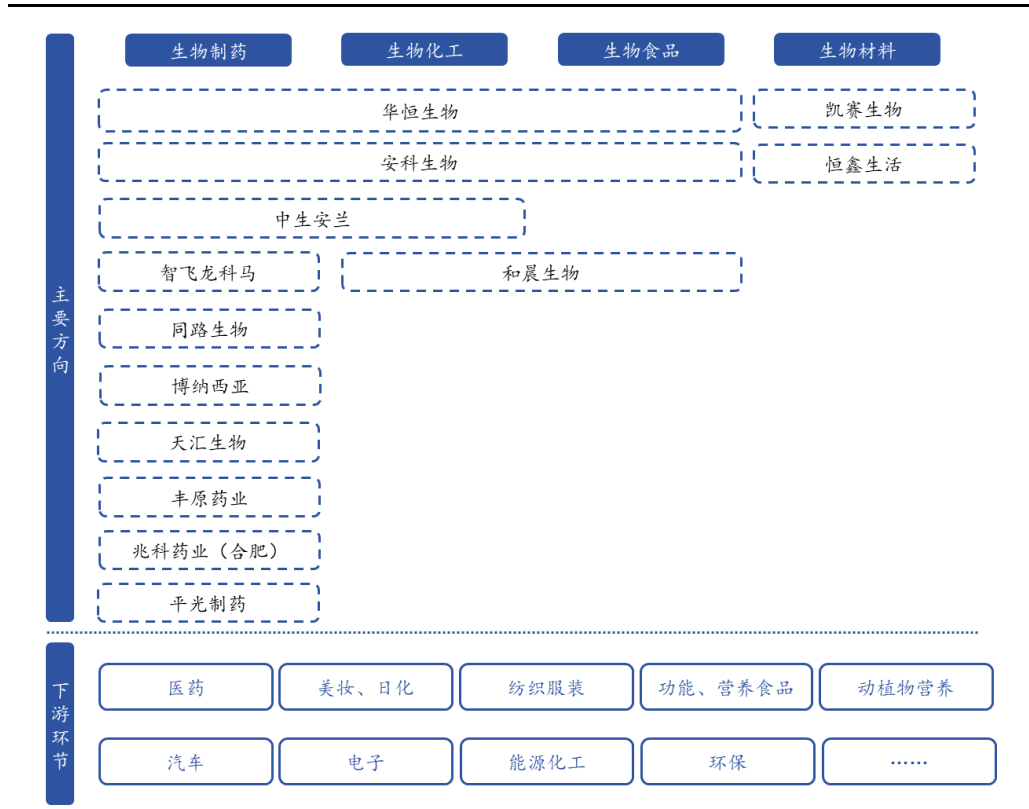 生物制药 生物化工 生物食品 生物材料
主要方向
华恒生物 凯赛生物
安科生物 恒鑫生活
中生安兰
智飞龙科马 和晨生物
同路生物
博纳西亚
天汇生物
丰原药业
兆科药业（合肥）
平光制药
下游环节
医药 美妆、日化 纺织服装 功能、营养食品 动植物营养
汽车 电子 能源化工 环保 ……